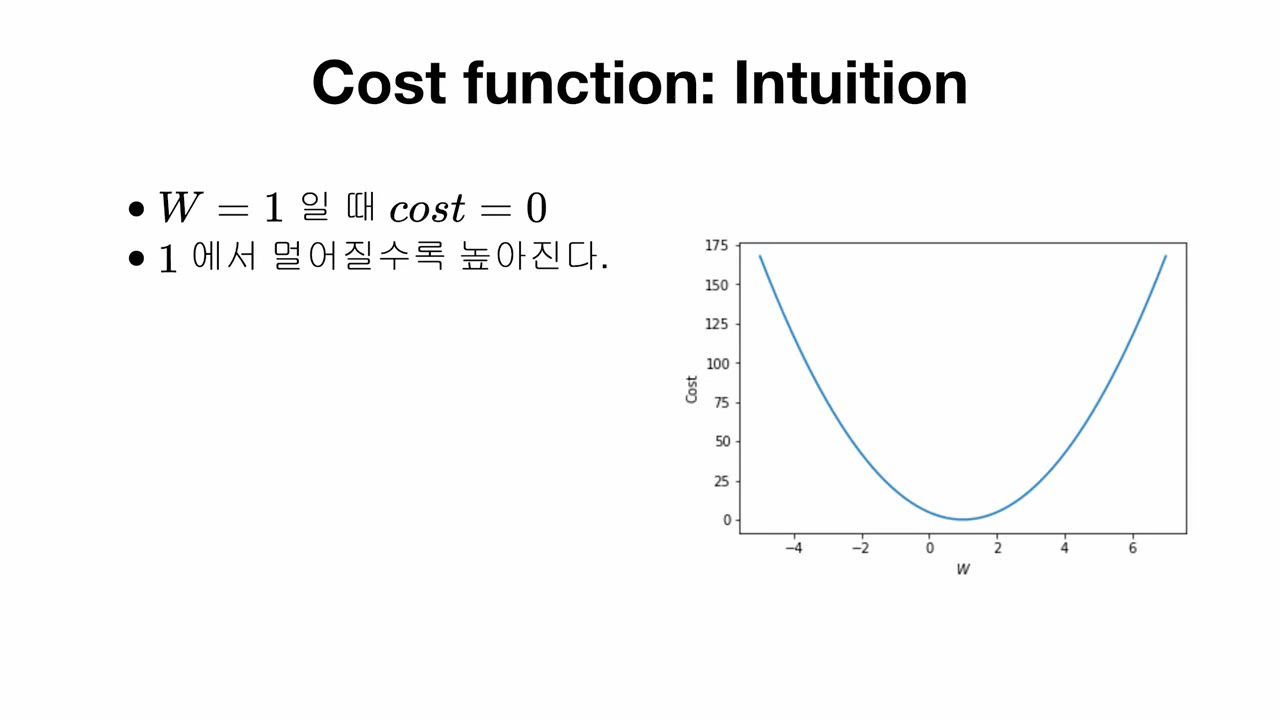 Cost function: Intuition
• W = 1 일 때 cost = 0
• 1 에서 멀어질수록 높아진다.
175
150
125
100
75
50
25
0
Cost
−4 −2 0 2 4 6
W